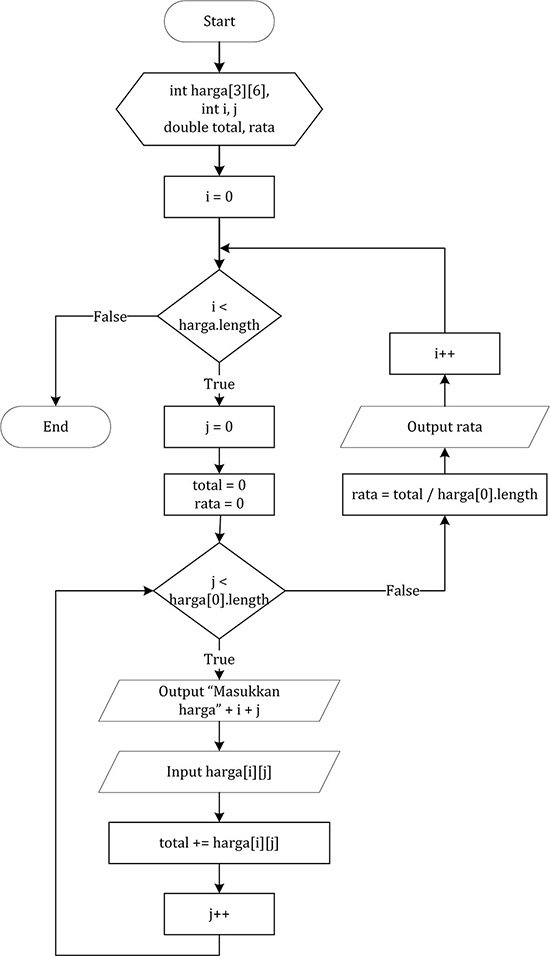 Start
int harga[3][6],
int i, j
double total, rata
i = 0
i <
harga.length
False
True
End
j = 0
total = 0
rata = 0
j <
harga[0].length
False
True
i++
Output rata
rata = total / harga[0].length
Output “Masukkan
harga” + i + j
Input harga[i][j]
total += harga[i][j]
j++